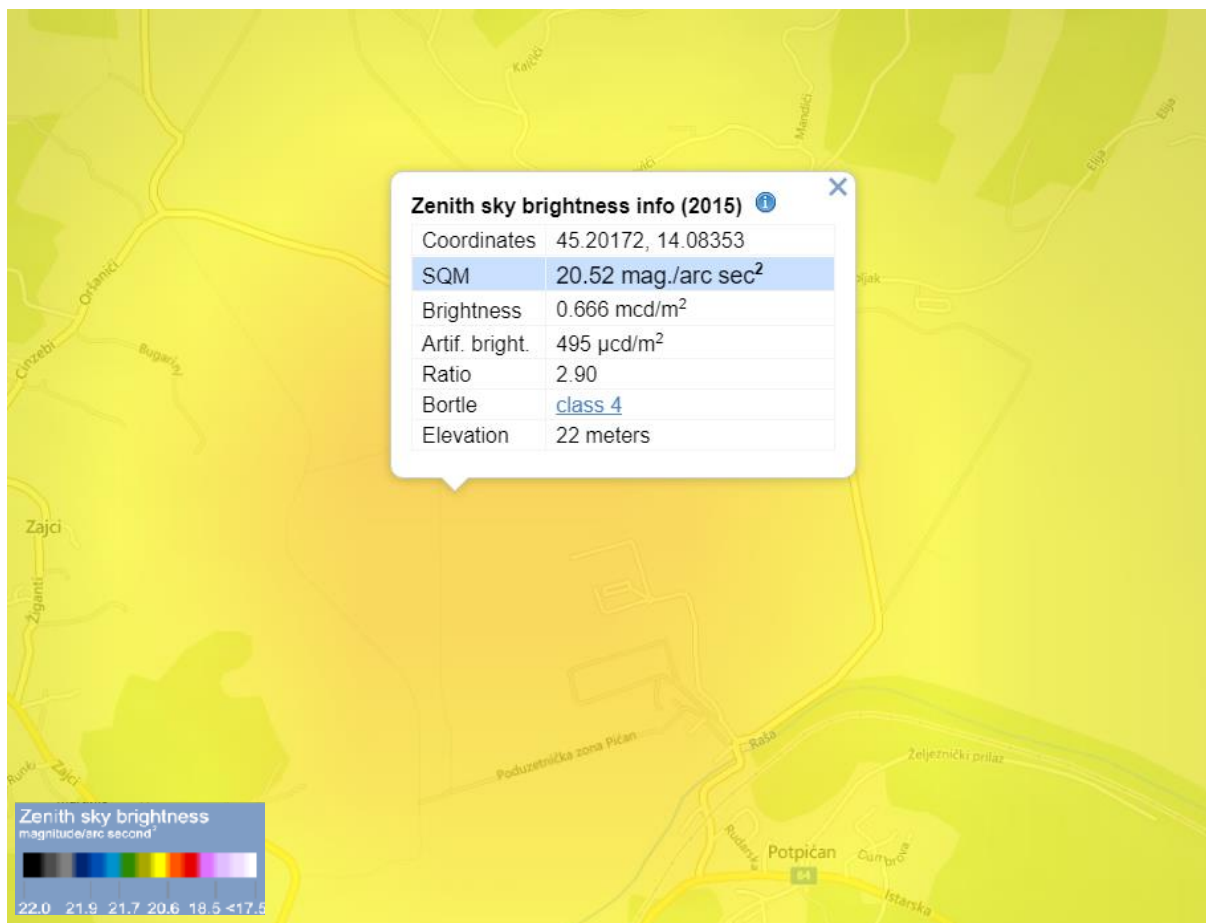 Kajčići
Mandići
Elija
Elija
Zenith sky brightness info (2015)
Coordinates 45.20172, 14.08353
SQM 20.52 mag./arc sec²
Brightness 0.666 mcd/m²
Artif. bright. 495 µcd/m²
Ratio 2.90
Bortle class 4
Elevation 22 meters
Oršanići
Cinzebi
Bugariny
Zajci
Žiganti
Poduzetnička zona Pićan
Raša
Željeznički prilaz
Runki
Zajci
Zenith sky brightness
magnitude/arc second²
22.0 21.9 21.7 20.6 18.5 <17.5
Rudarska
Potpićan
64
Istarska